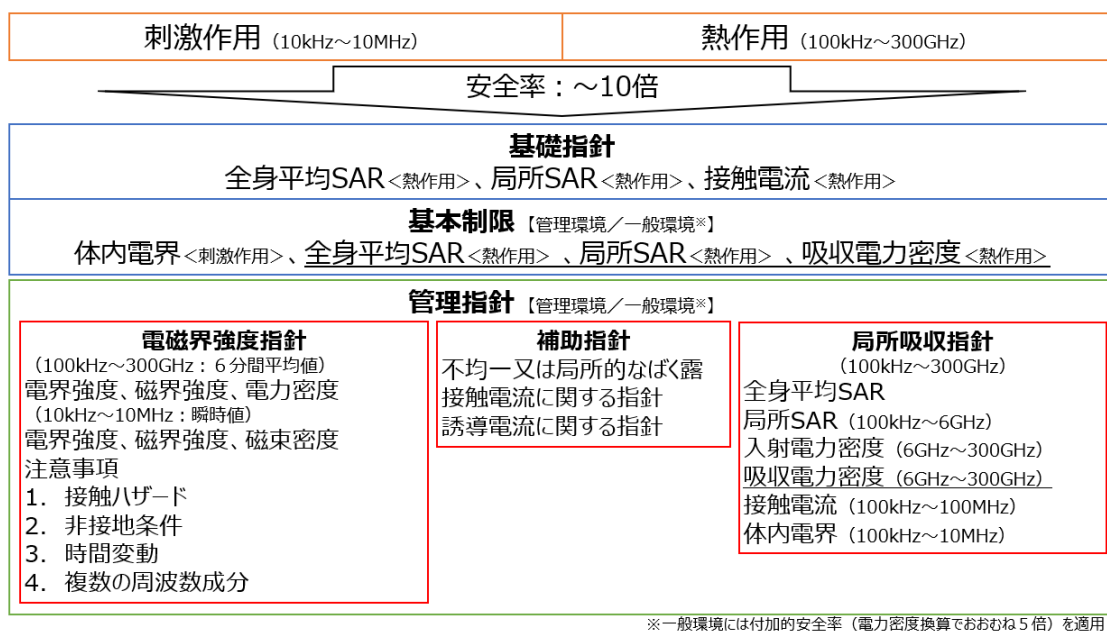 刺激作用（10kHz～10MHz）
熱作用（100kHz～300GHz）
安全率：～10倍
基礎指針
全身平均SAR<熱作用>、局所SAR<熱作用>、接触電流<熱作用>
基本制限【管理環境／一般環境※】
体内電界<刺激作用>、全身平均SAR<熱作用>、局所SAR<熱作用>、吸収電力密度<熱作用>
管理指針【管理環境／一般環境※】
電磁界強度指針
（100kHz～300GHz：６分間平均値）
電界強度、磁界強度、電力密度
（10kHz～10MHz：瞬時値）
電界強度、磁界強度、磁束密度
注意事項
1. 接触ハザード
2. 非接地条件
3. 時間変動
4. 複数の周波数成分
補助指針
不均一又は局所的なばく露
接触電流に関する指針
誘導電流に関する指針
局所吸収指針
（100kHz～300GHz）
全身平均SAR
局所SAR（100kHz～6GHz）
入射電力密度（6GHz～300GHz）
吸収電力密度（6GHz～300GHz）
接触電流（100kHz～100MHz）
体内電界（100kHz～10MHz）
※一般環境には付加的安全率（電力密度換算でおおむね５倍）を適用